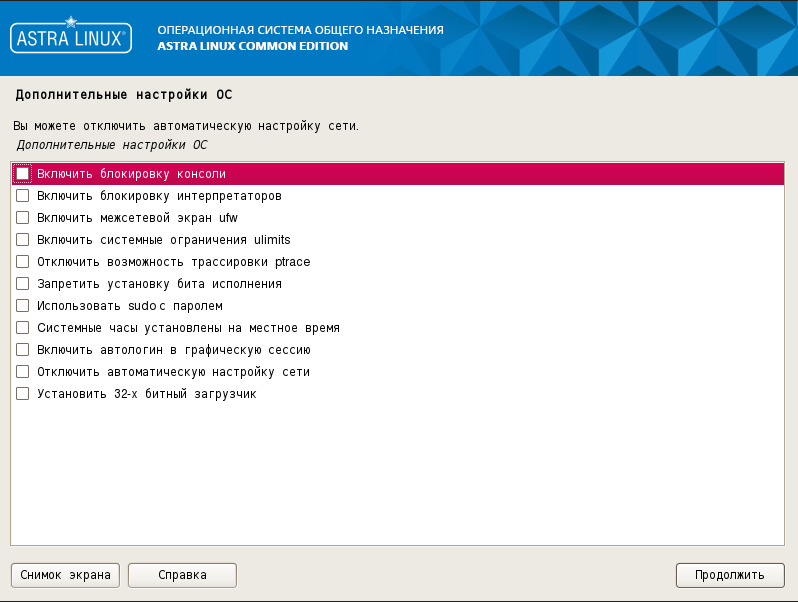 ASTRA LINUX®
ОПЕРАЦИОННАЯ СИСТЕМА ОБЩЕГО НАЗНАЧЕНИЯ
ASTRA LINUX COMMON EDITION
Дополнительные настройки ОС
Вы можете отключить автоматическую настройку сети.
Дополнительные настройки ОС
Включить блокировку консоли
Включить блокировку интерпретаторов
Включить межсетевой экран ufw
Включить системные ограничения ulimits
Отключить возможность трассировки ptrace
Запретить установку бита исполнения
Использовать sudo с паролем
Системные часы установлены на местное время
Включить автологин в графическую сессию
Отключить автоматическую настройку сети
Установить 32-х битный загрузчик
Снимок экрана
Справка
Продолжить